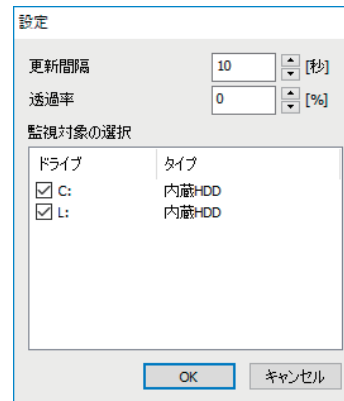 設定
更新間隔 10 [秒]
透過率 0 [%]
監視対象の選択
ドライブ タイプ
C: 内蔵HDD
L: 内蔵HDD
OK キャンセル